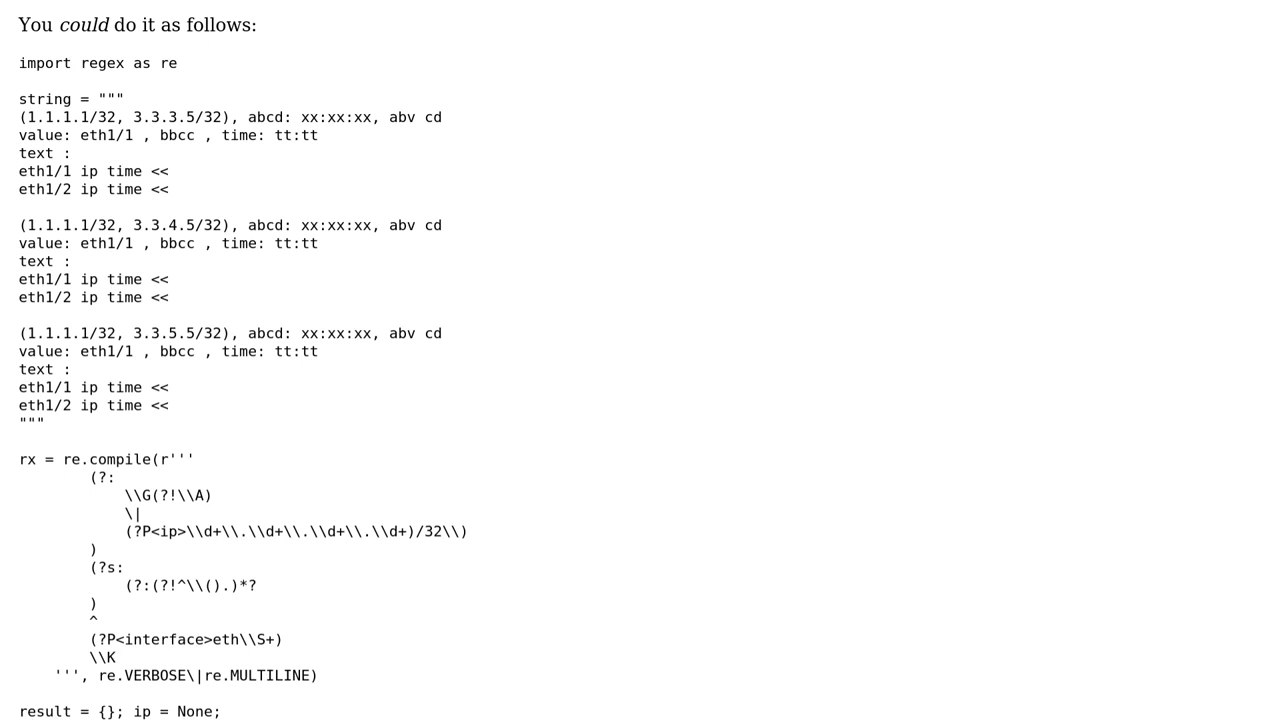 You could do it as follows:
import regex as re
string = """
(1.1.1.1/32, 3.3.3.5/32), abcd: xx:xx:xx, abv cd
value: eth1/1 , bbcc , time: tt:tt
text :
eth1/1 ip time <<
eth1/2 ip time <<
(1.1.1.1/32, 3.3.4.5/32), abcd: xx:xx:xx, abv cd
value: eth1/1 , bbcc , time: tt:tt
text :
eth1/1 ip time <<
eth1/2 ip time <<
(1.1.1.1/32, 3.3.5.5/32), abcd: xx:xx:xx, abv cd
value: eth1/1 , bbcc , time: tt:tt
text :
eth1/1 ip time <<
eth1/2 ip time <<
"""
rx = re.compile(r'''
(?:
\\G(?!\\A)
\|
(?P<ip>\\d+\\.\\d+\\.\\d+\\.\\d+)/32\\)
)
(?s:
(?:(?!^\\().)*?
)
^
(?P<interface>eth\\S+)
\\K
''', re.VERBOSE\|re.MULTILINE)
result = {}; ip = None;